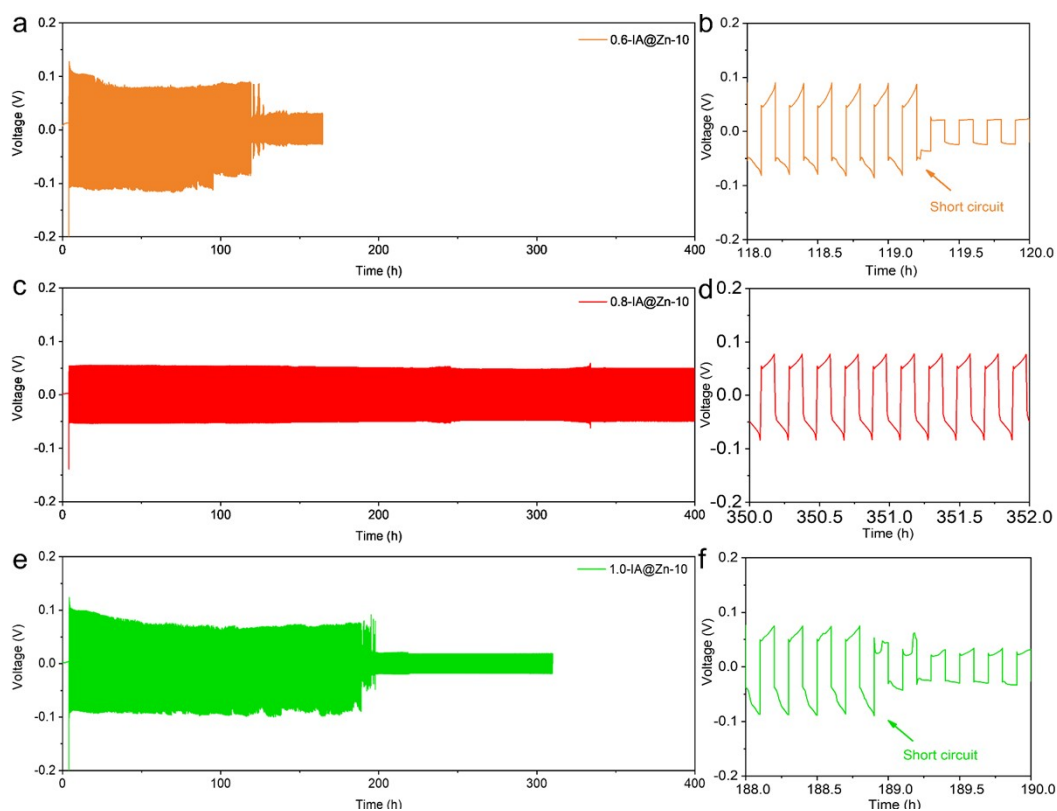 a
0.2
0.1
0.0
-0.1
-0.2
Voltage (V)
0.6-IA@Zn-10
0
100
200
300
400
Time (h)
b
0.2
0.1
0.0
-0.1
-0.2
Voltage (V)
Short circuit
118.0
118.5
119.0
119.5
120.0
Time (h)
c
0.2
0.1
0.0
-0.1
-0.2
Voltage (V)
0.8-IA@Zn-10
0
100
200
300
400
Time (h)
d
0.2
0.1
0.0
-0.1
-0.2
Voltage (V)
350.0
350.5
351.0
351.5
352.0
Time (h)
e
0.2
0.1
0.0
-0.1
-0.2
Voltage (V)
1.0-IA@Zn-10
0
100
200
300
400
Time (h)
f
0.2
0.1
0.0
-0.1
-0.2
Voltage (V)
Short circuit
188.0
188.5
189.0
189.5
190.0
Time (h)